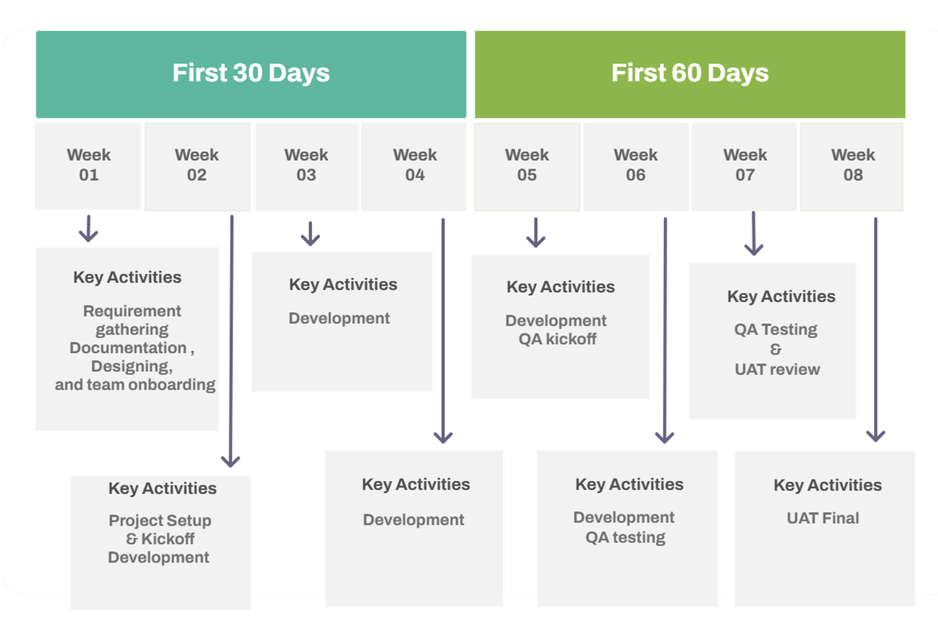 First 30 Days
First 60 Days
Week
01
Week
02
Week
03
Week
04
Week
05
Week
06
Week
07
Week
08
Key Activities
Requirement
gathering
Documentation ,
Designing,
and team onboarding
Key Activities
Project Setup
& Kickoff
Development
Key Activities
Development
Key Activities
Development
Key Activities
Development
QA kickoff
Key Activities
Development
QA testing
Key Activities
QA Testing
&
UAT review
Key Activities
UAT Final